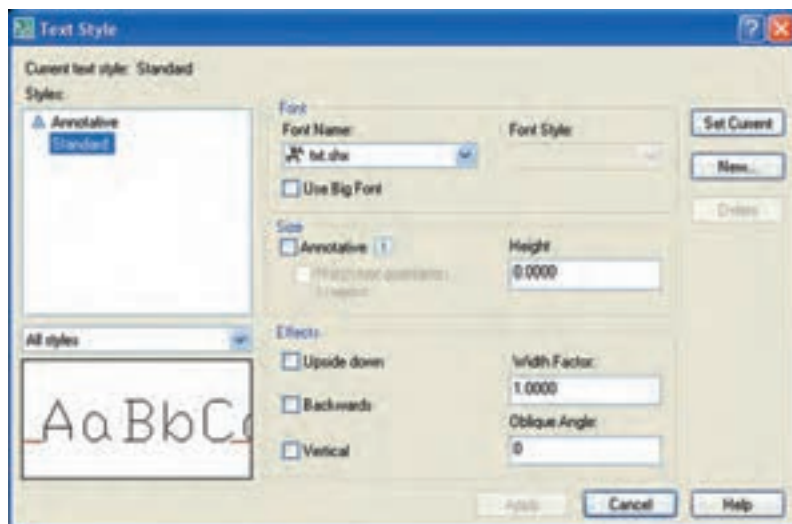 Text Style
Current text style: Standard
Styles:
Annotative
Standard
All styles
AaBbC
Font
Font Name:
txt.shx
Use Big Font
Font Style:
Size
Annotative
Height
0.0000
Effects
Upside down
Backwards
Vertical
Width Factor:
1.0000
Oblique Angle:
0
Set Current
New...
Delete
Apply
Cancel
Help